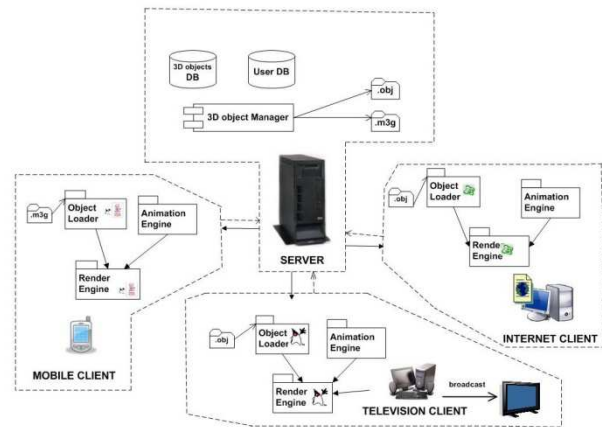 3D objects
DB
User DB
3D object Manager
.obj
.m3g
SERVER
.m3g
Object
Loader
Animation
Engine
Render
Engine
MOBILE CLIENT
.obj
Object
Loader
Animation
Engine
Render
Engine
INTERNET CLIENT
.obj
Object
Loader
Animation
Engine
Render
Engine
broadcast
TELEVISION CLIENT